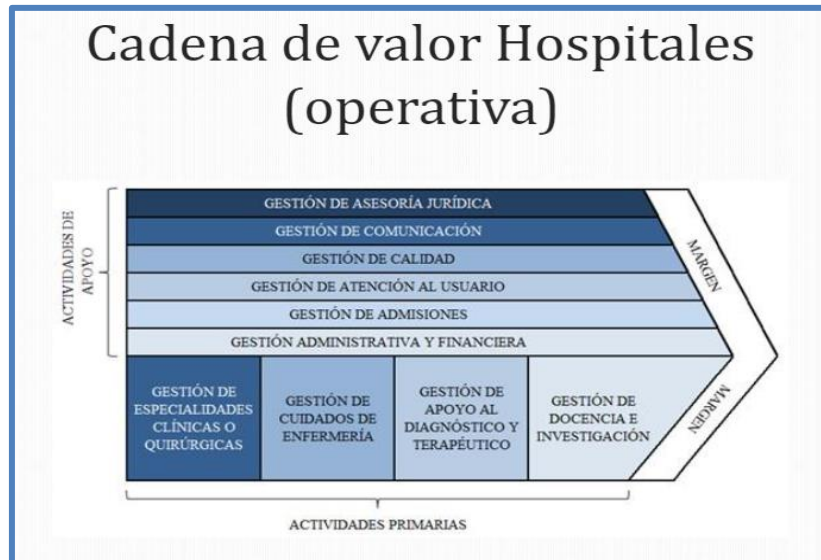 Cadena de valor Hospitales
(operativa)
ACTIVIDADES DE
APOYO
GESTIÓN DE ASESORÍA JURÍDICA
GESTIÓN DE COMUNICACIÓN
GESTIÓN DE CALIDAD
GESTIÓN DE ATENCIÓN AL USUARIO
GESTIÓN DE ADMISIONES
GESTIÓN ADMINISTRATIVA Y FINANCIERA
MARGEN
GESTIÓN DE
ESPECIALIDADES
CLÍNICAS O
QUIRÚRGICAS
GESTIÓN DE
CUIDADOS DE
ENFERMERÍA
GESTIÓN DE
APOYO AL
DIAGNÓSTICO Y
TERAPÉUTICO
GESTIÓN DE
DOCENCIA E
INVESTIGACIÓN
MARGEN
ACTIVIDADES PRIMARIAS